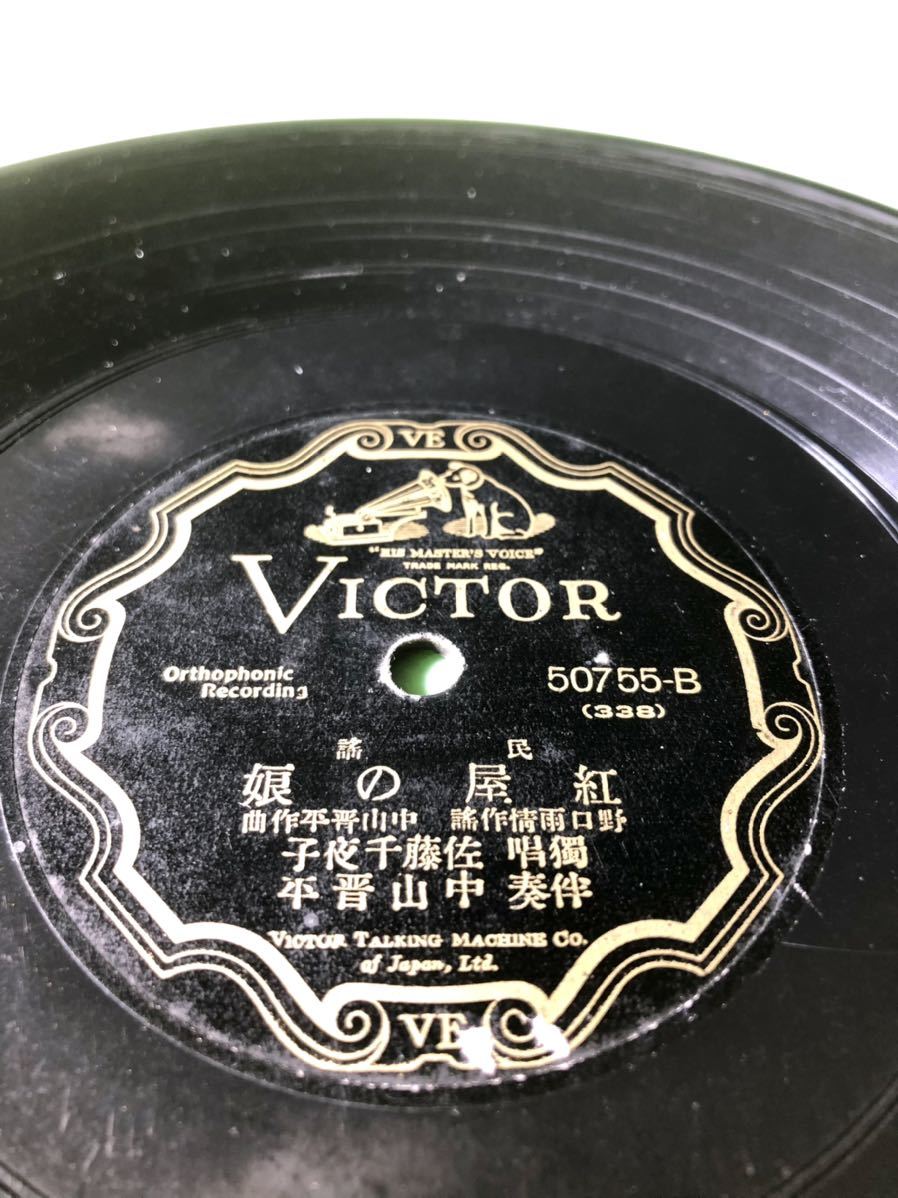 VE
"HIS MASTER'S VOICE"
TRADE MARK REG.
VICTOR
Orthophonic
Recording
50755-B
(338)
民謠
紅屋の娘
野口雨情作謠 中山晋平作曲
獨唱 佐藤千夜子
伴奏 中山晋平
VICTOR TALKING MACHINE CO.
of Japan, Ltd.
VE